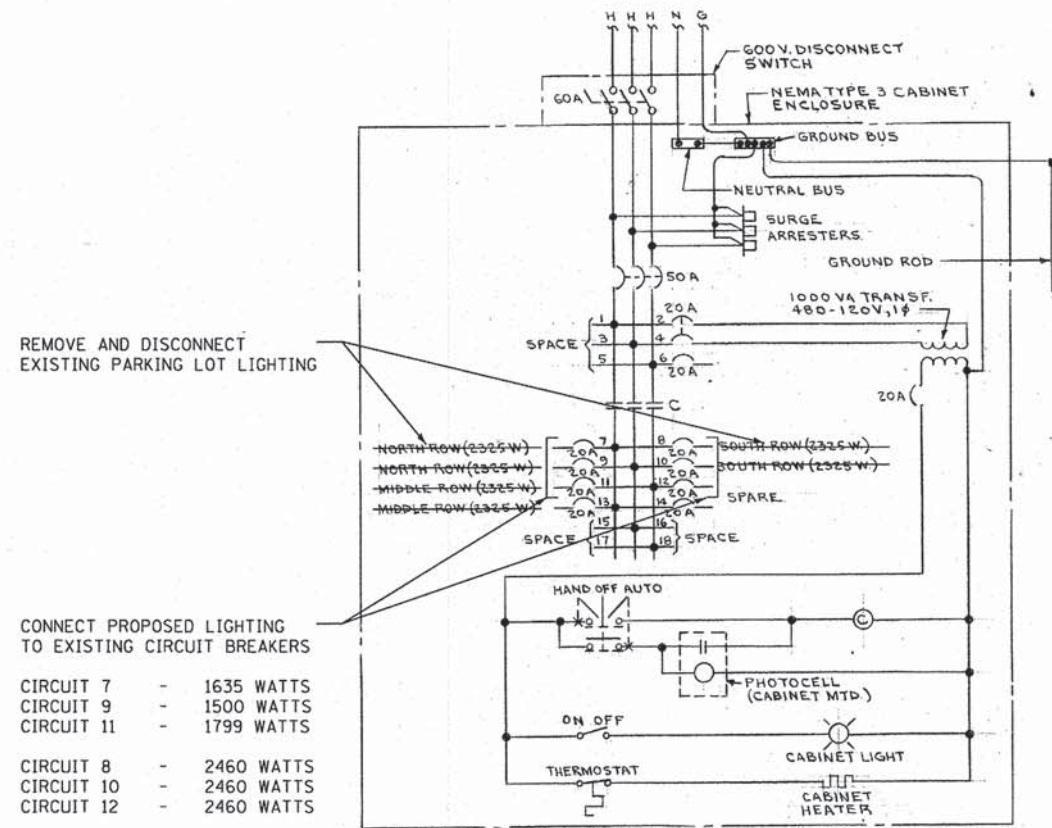 H H H N G
600V. DISCONNECT
SWITCH
60A
NEMA TYPE 3 CABINET
ENCLOSURE
GROUND BUS
NEUTRAL BUS
SURGE
ARRESTERS
GROUND ROD
50A
1000 VA TRANSF.
480-120V, 1φ
20A
1 2
SPACE 3 4
5 6
20A
20A
C
REMOVE AND DISCONNECT
EXISTING PARKING LOT LIGHTING
NORTH ROW (2325 W) 20A 7 8 20A SOUTH ROW (2325 W.)
NORTH ROW (2325 W) 20A 9 10 20A SOUTH ROW (2325 W.)
MIDDLE ROW (2325 W) 20A 11 12 20A
SPARE
MIDDLE ROW (2325 W) 20A 13 14 20A
15 16
SPACE SPACE
17 18
CONNECT PROPOSED LIGHTING
TO EXISTING CIRCUIT BREAKERS
CIRCUIT 7 - 1635 WATTS
CIRCUIT 9 - 1500 WATTS
CIRCUIT 11 - 1799 WATTS
CIRCUIT 8 - 2460 WATTS
CIRCUIT 10 - 2460 WATTS
CIRCUIT 12 - 2460 WATTS
HAND OFF AUTO
C
PHOTOCELL
(CABINET MTD.)
ON OFF
CABINET LIGHT
THERMOSTAT
CABINET
HEATER